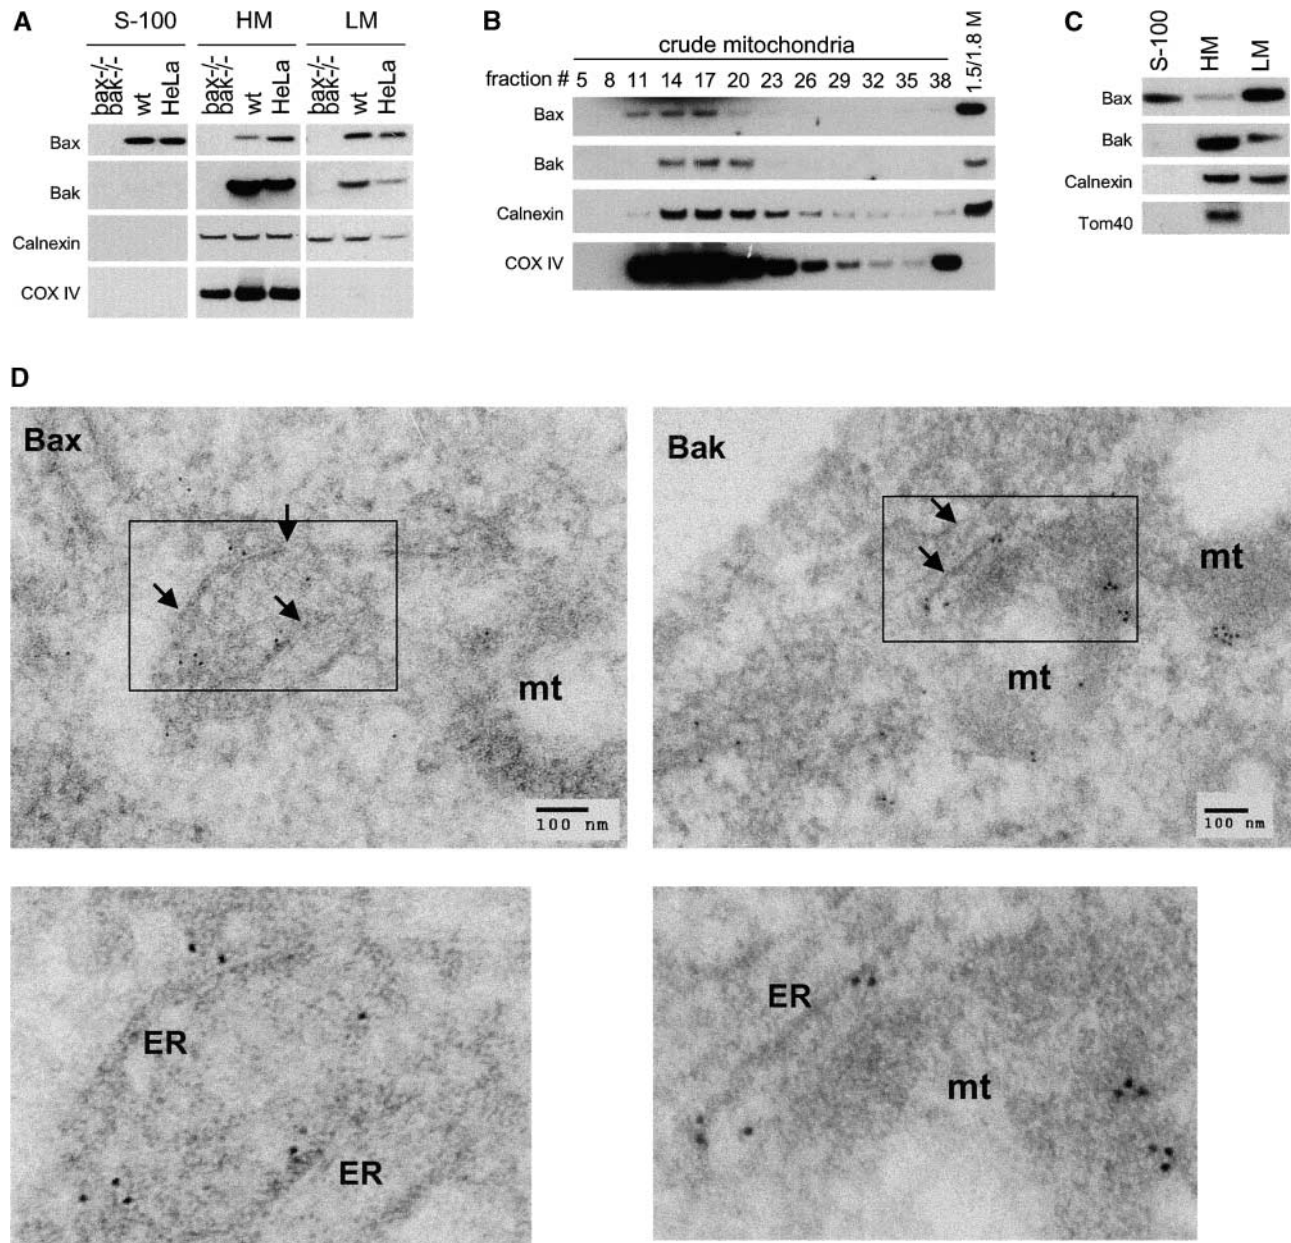 A
S-100 HM LM
bax-/- bak-/- wt HeLa bax-/- bak-/- wt HeLa bax-/- bak-/- wt HeLa
Bax
Bak
Calnexin
COX IV
B
crude mitochondria
fraction # 5 8 11 14 17 20 23 26 29 32 35 38 1.5/1.8 M
Bax
Bak
Calnexin
COX IV
C
S-100 HM LM
Bax
Bak
Calnexin
Tom40
D
Bax
mt
100 nm
Bak
mt
mt
100 nm
ER
ER
ER
mt